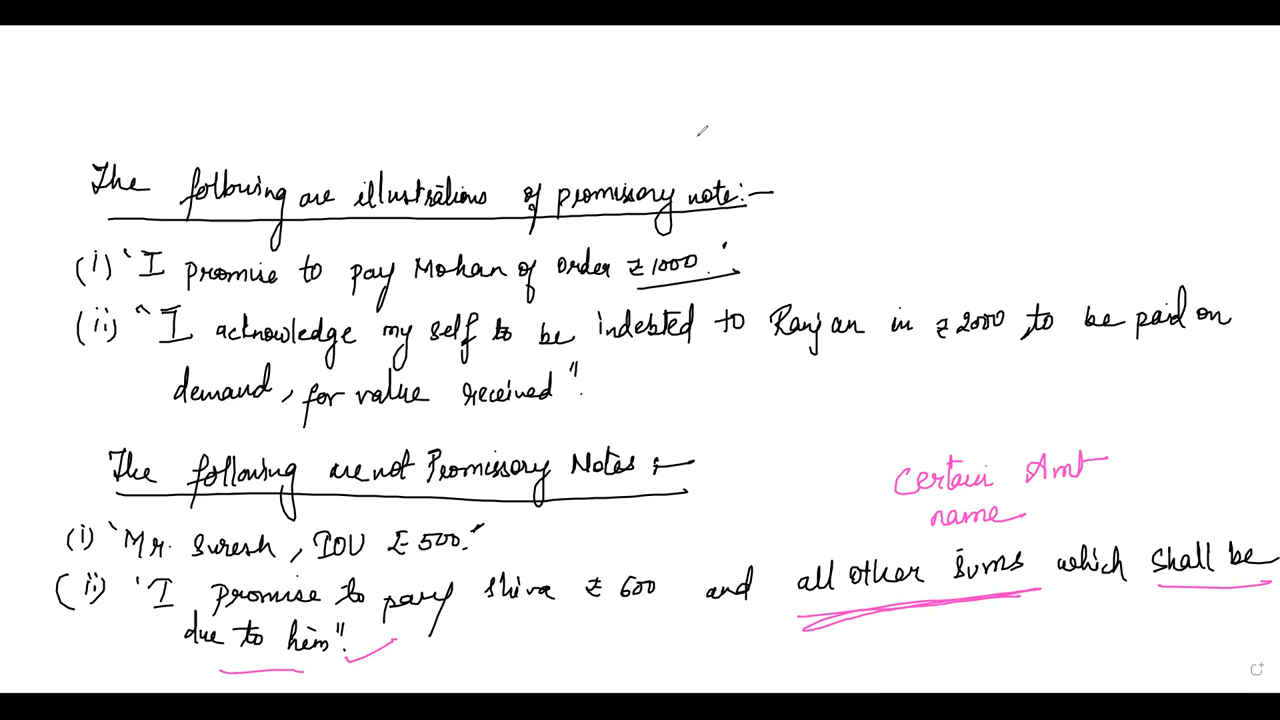 The following are illustrations of promissory note:-
(i) "I promise to pay Mohan of order ₹ 1000."
(ii) "I acknowledge my self to be indebted to Ranjan in ₹ 2000, to be paid on
demand, for value received".
The following are not Promissory Notes :-
Certain Amt
name
(i) "Mr. Suresh, IOU ₹ 500."
(ii) "I promise to pay Shiva ₹ 600 and all other sums which shall be
due to him".